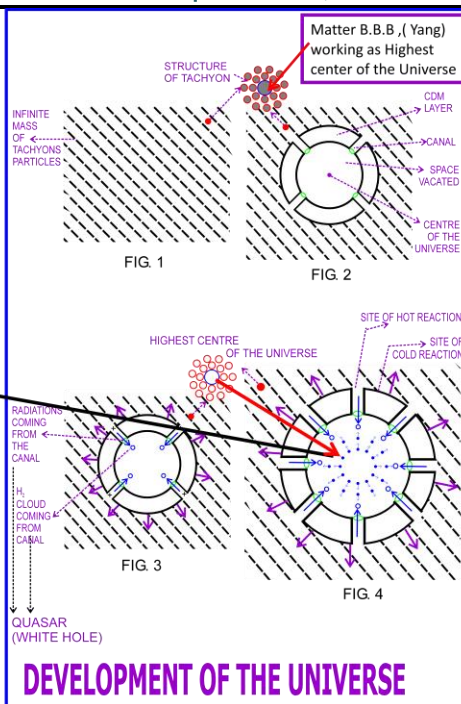 Matter B.B.B ,( Yang)
working as Highest
center of the Universe
STRUCTURE
OF TACHYON
INFINITE
MASS
OF
TACHYONS
PARTICLES
CDM
LAYER
CANAL
SPACE
VACATED
CENTRE
OF THE
UNIVERSE
FIG. 1
FIG. 2
SITE OF HOT REACTION
SITE OF
COLD REACTION
HIGHEST CENTRE
OF THE UNIVERSE
RADIATIONS
COMING
FROM
THE
CANAL
H₂
CLOUD
COMING
FROM
CANAL
FIG. 3
FIG. 4
QUASAR
(WHITE HOLE)
DEVELOPMENT OF THE UNIVERSE